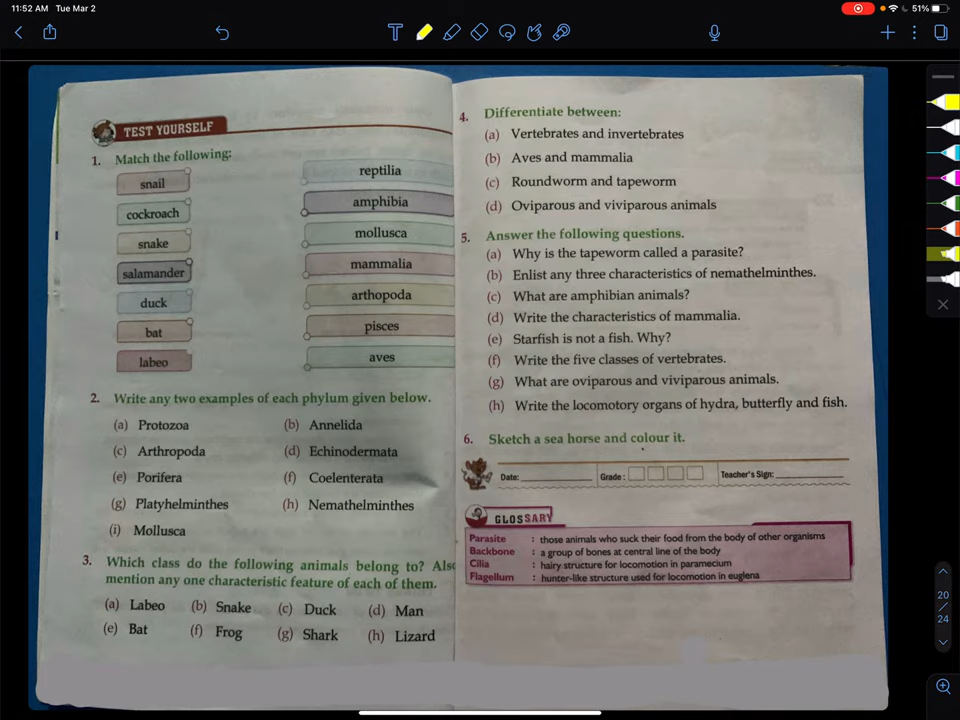 11:52 AM Tue Mar 2
51%
TEST YOURSELF
1. Match the following:
snail
cockroach
snake
salamander
duck
bat
labeo
reptilia
amphibia
mollusca
mammalia
arthopoda
pisces
aves
2. Write any two examples of each phylum given below.
(a) Protozoa (b) Annelida
(c) Arthropoda (d) Echinodermata
(e) Porifera (f) Coelenterata
(g) Platyhelminthes (h) Nemathelminthes
(i) Mollusca
3. Which class do the following animals belong to? Also
mention any one characteristic feature of each of them.
(a) Labeo (b) Snake (c) Duck (d) Man
(e) Bat (f) Frog (g) Shark (h) Lizard
4. Differentiate between:
(a) Vertebrates and invertebrates
(b) Aves and mammalia
(c) Roundworm and tapeworm
(d) Oviparous and viviparous animals
5. Answer the following questions.
(a) Why is the tapeworm called a parasite?
(b) Enlist any three characteristics of nemathelminthes.
(c) What are amphibian animals?
(d) Write the characteristics of mammalia.
(e) Starfish is not a fish. Why?
(f) Write the five classes of vertebrates.
(g) What are oviparous and viviparous animals.
(h) Write the locomotory organs of hydra, butterfly and fish.
6. Sketch a sea horse and colour it.
Date: Grade: Teacher's Sign:
GLOSSARY
Parasite : those animals who suck their food from the body of other organisms
Backbone : a group of bones at central line of the body
Cilia : hairy structure for locomotion in paramecium
Flagellum : hunter-like structure used for locomotion in euglena
20
/
24